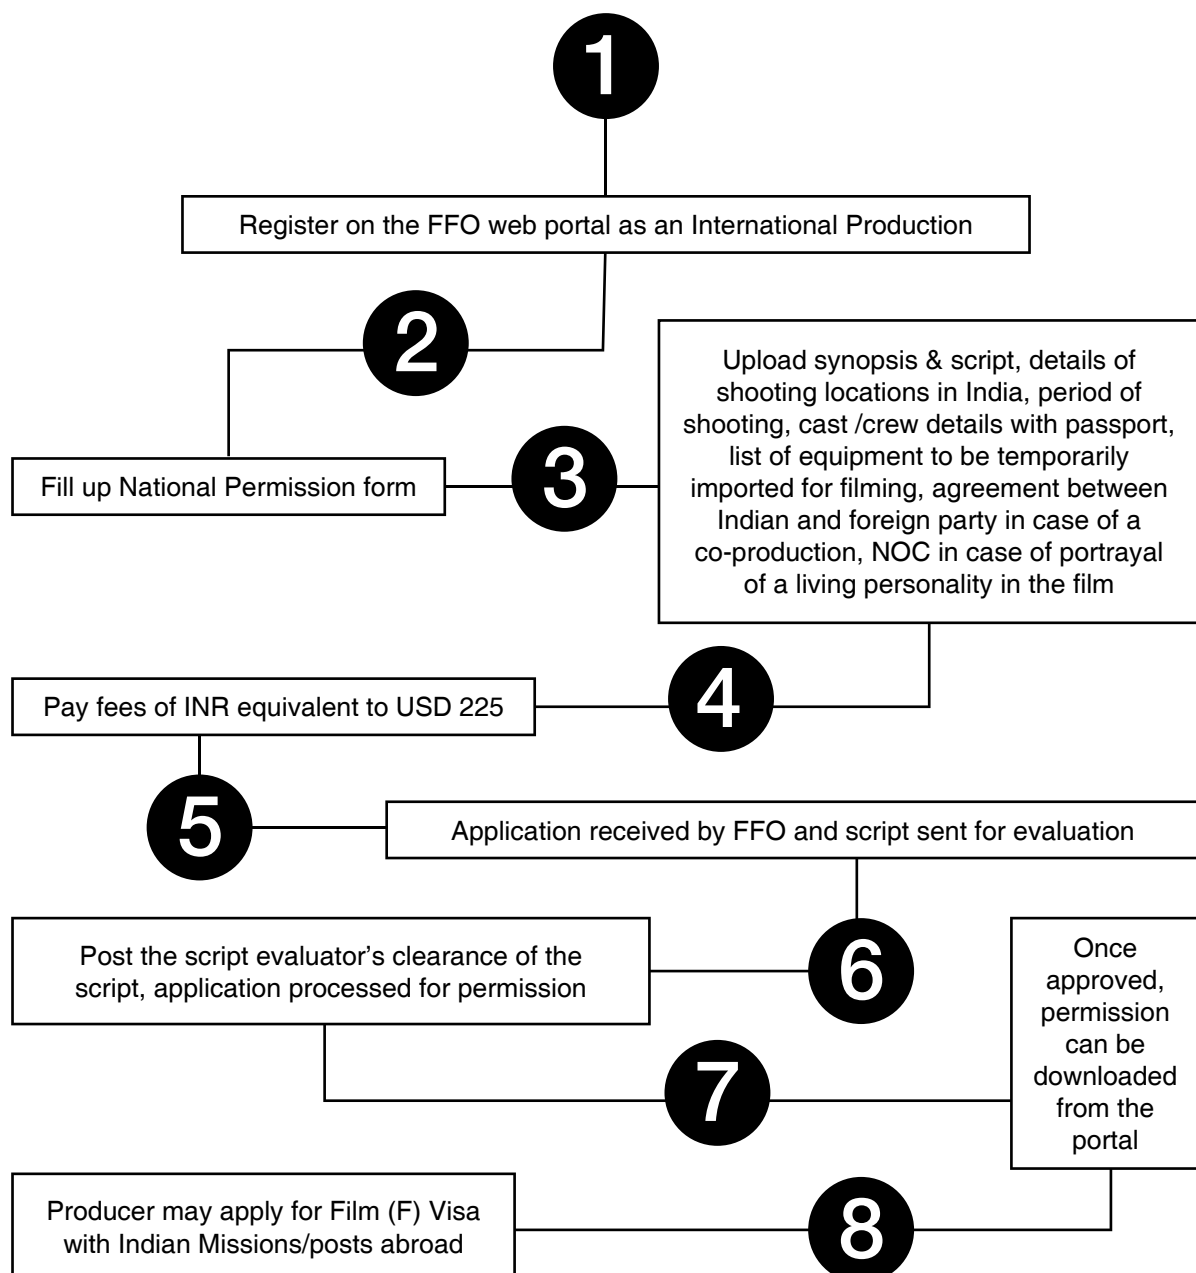 1
Register on the FFO web portal as an International Production
2
Upload synopsis & script, details of
shooting locations in India, period of
shooting, cast /crew details with passport,
list of equipment to be temporarily
imported for filming, agreement between
Indian and foreign party in case of a
co-production, NOC in case of portrayal
of a living personality in the film
3
Fill up National Permission form
4
Pay fees of INR equivalent to USD 225
5
Application received by FFO and script sent for evaluation
6
Post the script evaluator’s clearance of the
script, application processed for permission
7
Once
approved,
permission
can be
downloaded
from the
portal
8
Producer may apply for Film (F) Visa
with Indian Missions/posts abroad